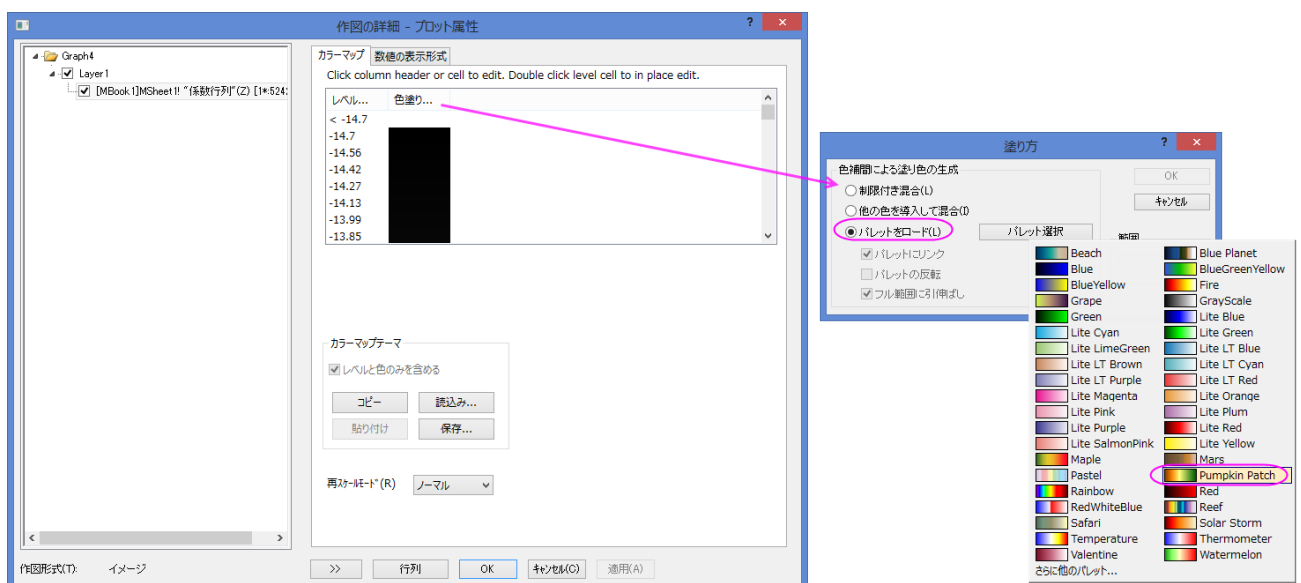 作図の詳細 - プロット属性
? ×
Graph4
Layer1
[MBook1]MSheet1! "係数行列"(Z) [1*:524:
カラーマップ 数値の表示形式
Click column header or cell to edit. Double click level cell to in place edit.
レベル... 色塗り...
< -14.7
-14.7
-14.56
-14.42
-14.27
-14.13
-13.99
-13.85
カラーマップテーマ
レベルと色のみを含める
コピー 読込み...
貼り付け 保存...
再スケールモード(R) ノーマル
作図形式(T): イメージ
>> 行列 OK キャンセル(C) 適用(A)
塗り方
? ×
色補間による塗り色の生成
制限付き混合(L)
他の色を導入して混合(I)
パレットをロード(L) パレット選択
パレットにリンク
パレットの反転
フル範囲に引伸ばし
OK
キャンセル
範囲
Beach Blue Planet
Blue BlueGreenYellow
BlueYellow Fire
Grape GrayScale
Green Lite Blue
Lite Cyan Lite Green
Lite LimeGreen Lite LT Blue
Lite LT Brown Lite LT Cyan
Lite LT Purple Lite LT Red
Lite Magenta Lite Orange
Lite Pink Lite Plum
Lite Purple Lite Red
Lite SalmonPink Lite Yellow
Maple Mars
Pastel Pumpkin Patch
Rainbow Red
RedWhiteBlue Reef
Safari Solar Storm
Temperature Thermometer
Valentine Watermelon
さらに他のパレット...